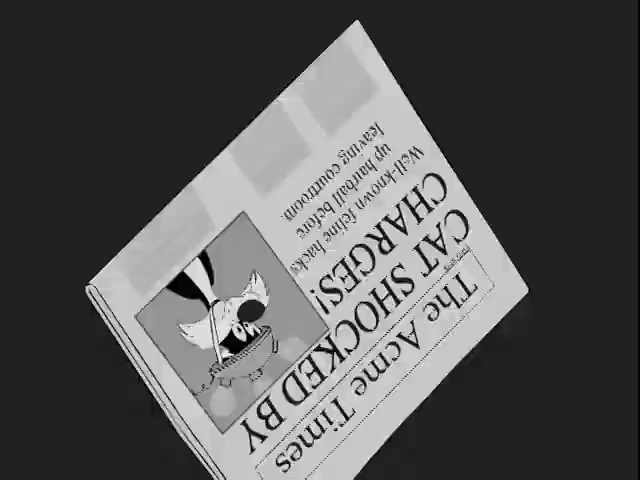 The Acme Times
CAT SHOCKED BY
CHARGES!
Well-known feline hacks
up hairball before
leaving courtroom.